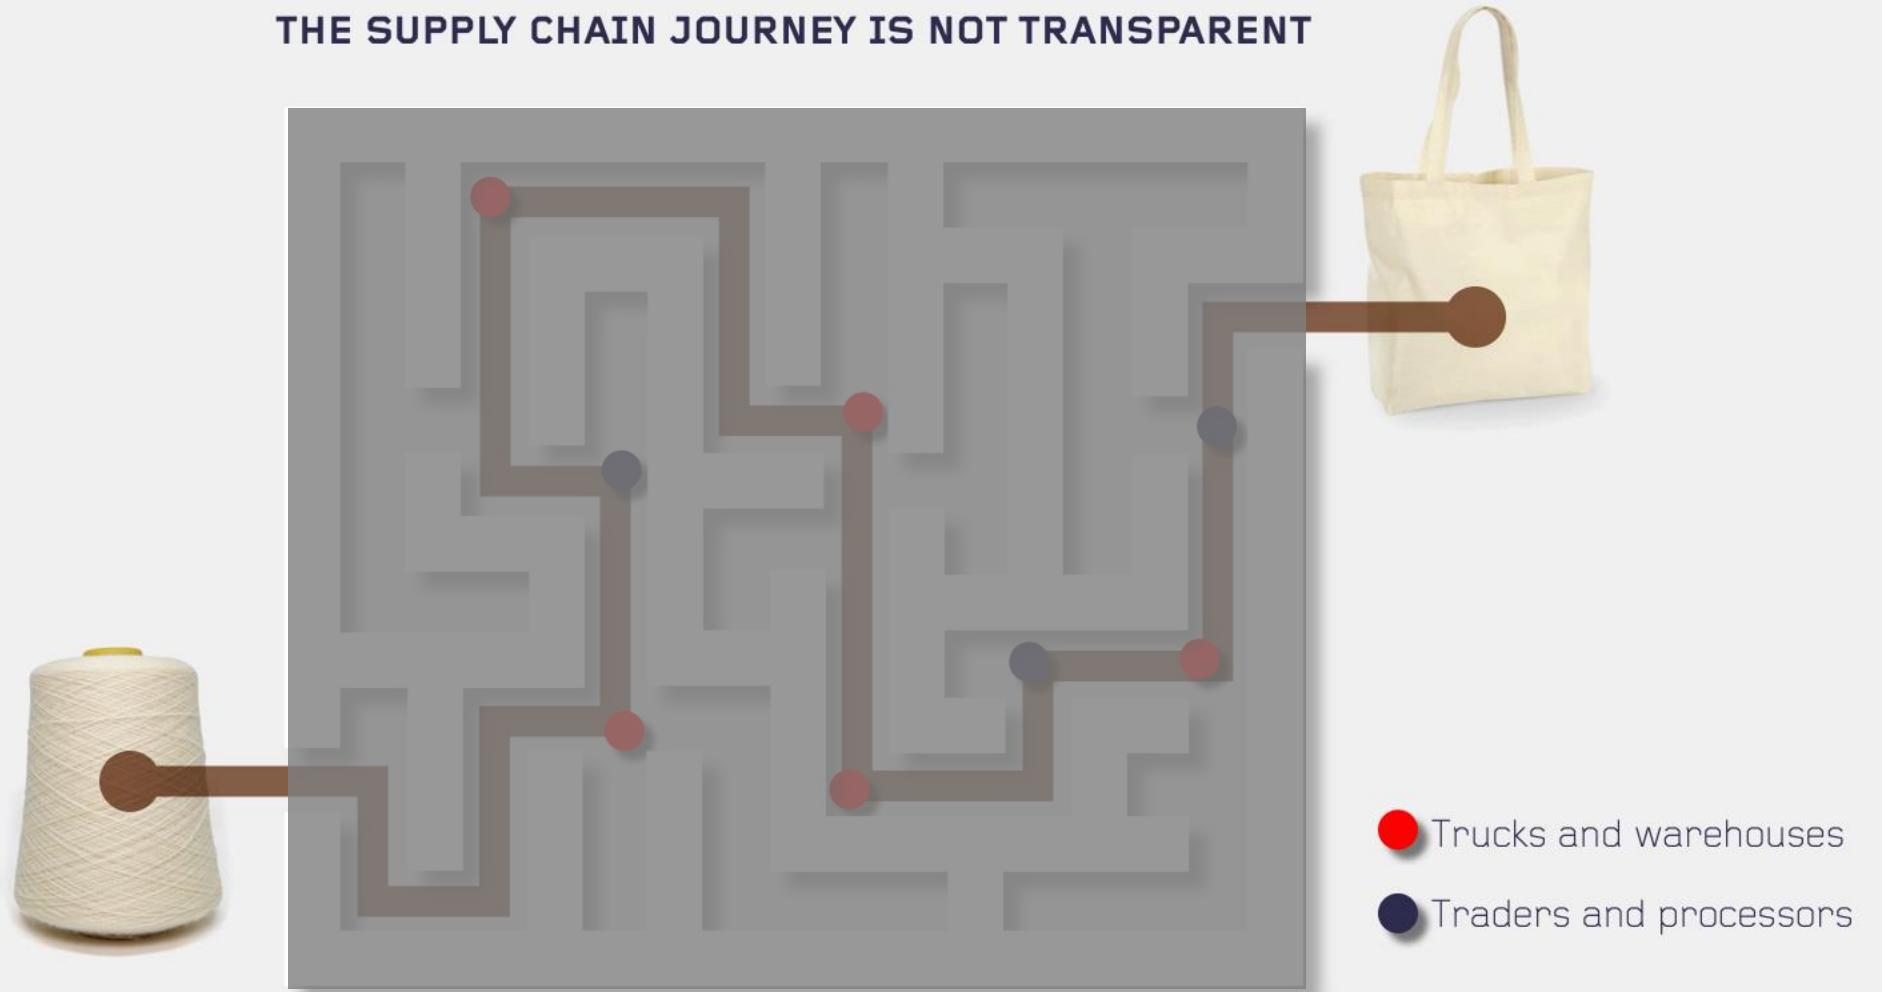 THE SUPPLY CHAIN JOURNEY IS NOT TRANSPARENT
Trucks and warehouses
Traders and processors